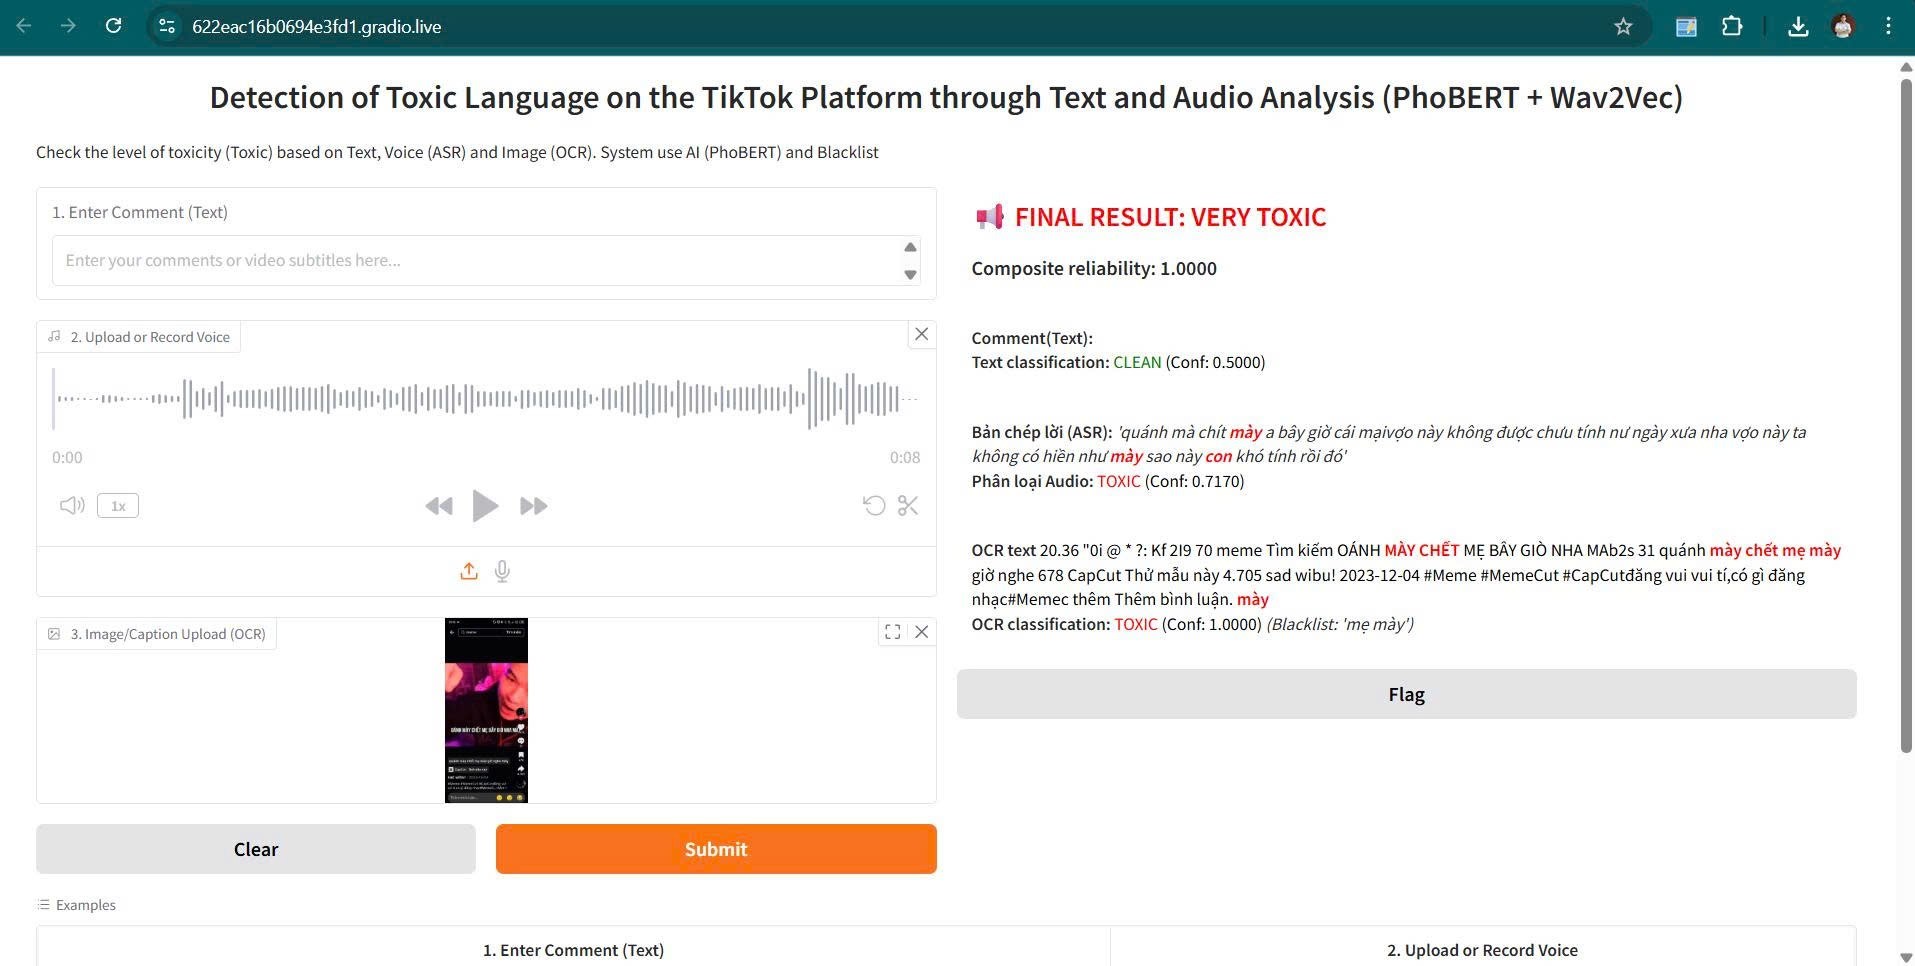 622eac16b0694e3fd1.gradio.live
Detection of Toxic Language on the TikTok Platform through Text and Audio Analysis (PhoBERT + Wav2Vec)
Check the level of toxicity (Toxic) based on Text, Voice (ASR) and Image (OCR). System use AI (PhoBERT) and Blacklist
1. Enter Comment (Text)
Enter your comments or video subtitles here...
2. Upload or Record Voice
0:00
0:08
1x
3. Image/Caption Upload (OCR)
OÁNH MÀY CHẾT MẸ BÂY GIỜ NHA
Clear
Submit
FINAL RESULT: VERY TOXIC
Composite reliability: 1.0000
Comment(Text):
Text classification: CLEAN (Conf: 0.5000)
Bản chép lời (ASR): 'quánh mà chít mày a bây giờ cái mạivợo này không được chưu tính nư ngày xưa nha vợo này ta
không có hiền như mày sao này con khó tính rồi đó'
Phân loại Audio: TOXIC (Conf: 0.7170)
OCR text 20.36 "0i @ * ?: Kf 2I9 70 meme Tìm kiếm OÁNH MÀY CHẾT MẸ BÂY GIÒ NHA MAb2s 31 quánh mày chết mẹ mày
giờ nghe 678 CapCut Thử mẫu này 4.705 sad wibu! 2023-12-04 #Meme #MemeCut #CapCutđăng vui vui tí,có gì đăng
nhạc#Memec thêm Thêm bình luận. mày
OCR classification: TOXIC (Conf: 1.0000) (Blacklist: 'mẹ mày')
Flag
Examples
1. Enter Comment (Text)
2. Upload or Record Voice